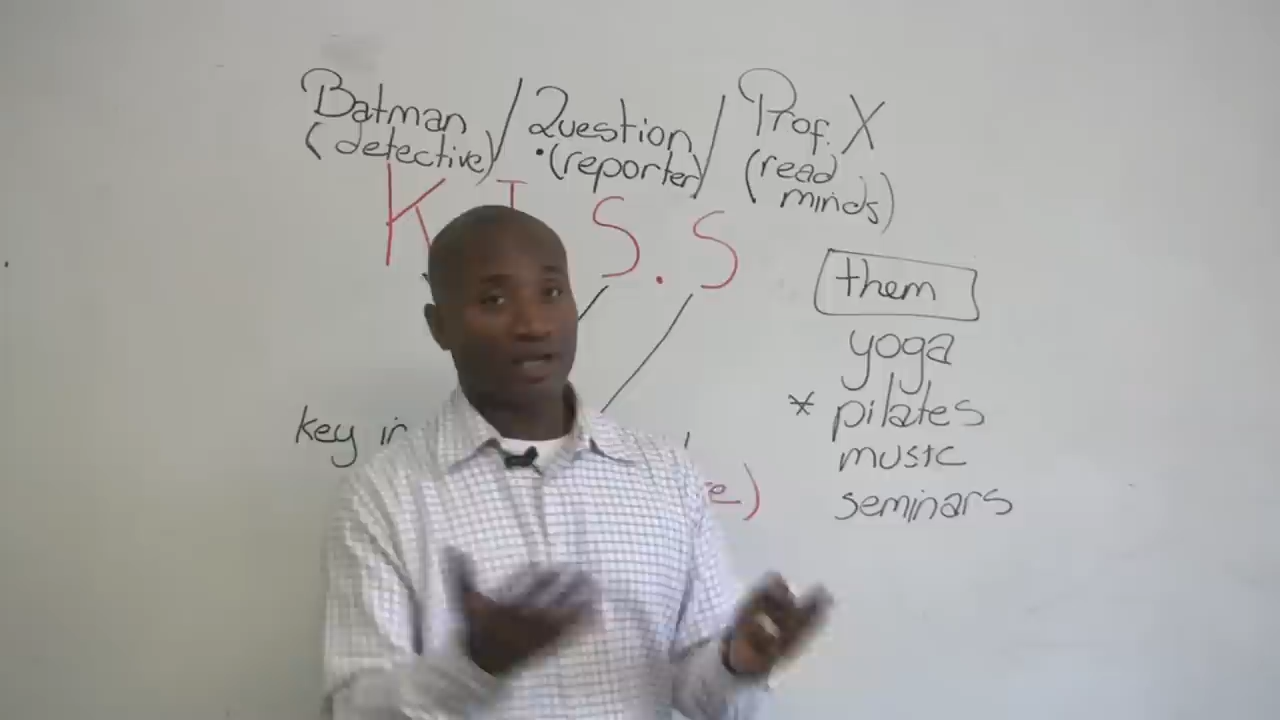 Batman / Question / Prof. X
(detective) (reporter) (read minds)
K I S . S
them
yoga
* pilates
music
seminars
key